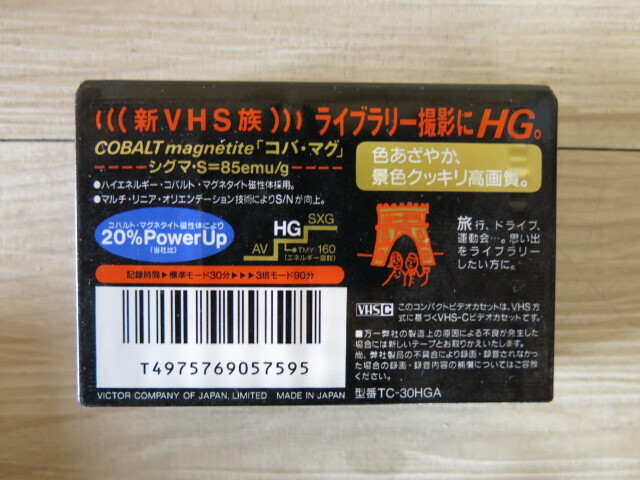 (((新VHS族))) ライブラリー撮影にHG。
COBALT magnétite「コバ・マグ」
シグマ・S=85emu/g
●ハイエネルギー・コバルト・マグネタイト磁性体採用。
●マルチ・リニア・オリエンテーション技術によりS/Nが向上。
色あざやか、
景色クッキリ高画質。
コバルト・マグネタイト磁性体により
20%PowerUp
(当社比)
SXG
HG
AV
TMY 160
(エネルギー指数)
旅行、ドライブ、
運動会…。思い出
をライブラリー
したい方に。
記録時間▶標準モード30分▶▶▶3倍モード90分
T4975769057595
VHSC このコンパクトビデオカセットは、VHS方
式に基づくVHS-Cビデオカセットです。
■万一弊社の製造上の原因による不良が発生した
場合には新しいテープとお取りかえいたします。
尚、弊社製品の不具合により録画・録音されなかっ
た場合の録画・録音内容の補償についてはご容赦
ください。
VICTOR COMPANY OF JAPAN, LIMITED MADE IN JAPAN
型番TC-30HGA